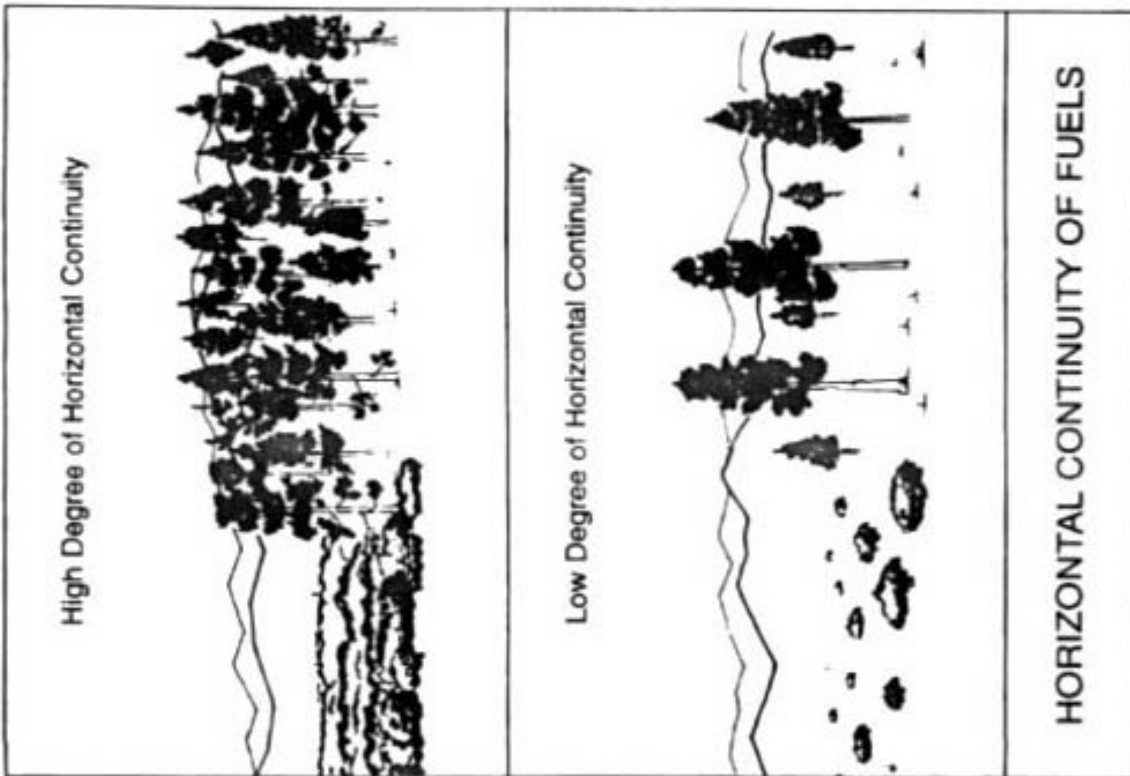 High Degree of Horizontal Continuity
Low Degree of Horizontal Continuity
HORIZONTAL CONTINUITY OF FUELS